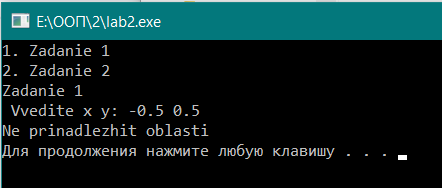 E:\ООП\2\lab2.exe
1. Zadanie 1
2. Zadanie 2
Zadanie 1
 Vvedite x y: -0.5 0.5
Ne prinadlezhit oblasti
Для продолжения нажмите любую клавишу . . .